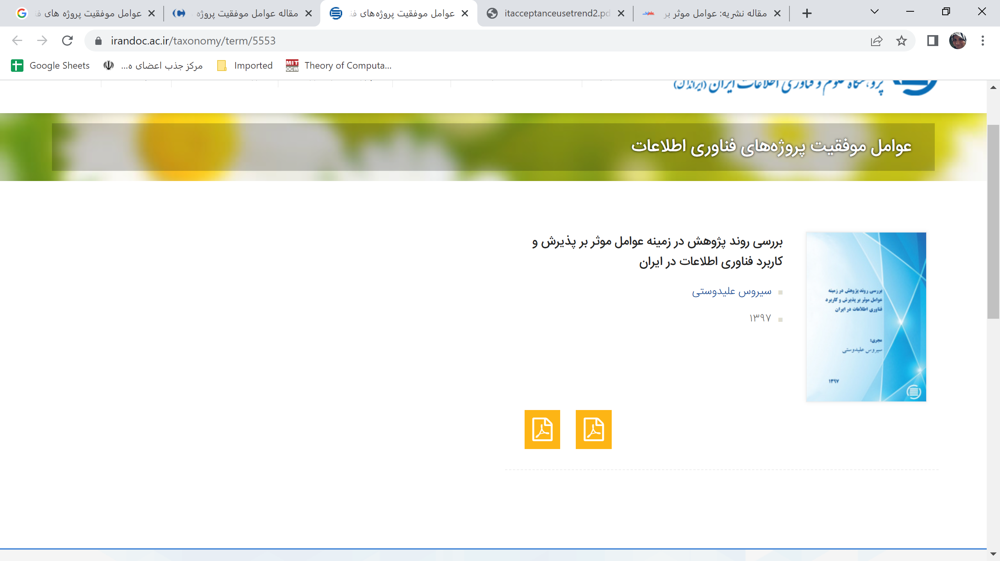 عوامل موفقیت پروژه های
مقاله عوامل موفقیت پروژه
عوامل موفقیت پروژه‌های
itacceptanceusetrend2.pd
مقاله نشریه: عوامل موثر بر
irandoc.ac.ir/taxonomy/term/5553
Google Sheets
مرکز جذب اعضای ه...
Imported
Theory of Computa...
پژوهشگاه علوم و فناوری اطلاعات ایران (ایرانداک)
عوامل موفقیت پروژه‌های فناوری اطلاعات
بررسی روند پژوهش در زمینه عوامل موثر بر پذیرش و
کاربرد فناوری اطلاعات در ایران
سیروس علیدوستی
۱۳۹۷
بررسی روند پژوهش در زمینه
عوامل موثر بر پذیرش و کاربرد
فناوری اطلاعات در ایران
مجری:
سیروس علیدوستی
۱۳۹۷
MIT
OCW